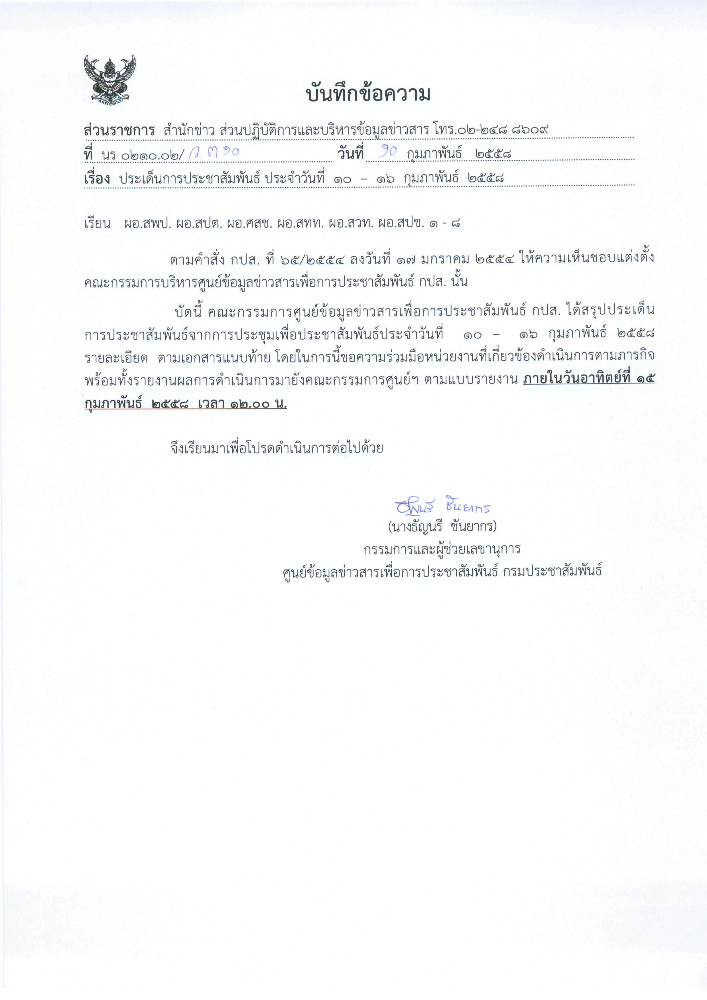 บันทึกข้อความ
ส่วนราชการ สำนักข่าว ส่วนปฏิบัติการและบริหารข้อมูลข่าวสาร โทร.๐๒-๒๔๘ ๘๖๐๙
ที่ นร ๐๒๑๐.๐๒/ ว ๓๑๐ วันที่ ๑๐ กุมภาพันธ์ ๒๕๕๘
เรื่อง ประเด็นการประชาสัมพันธ์ ประจำวันที่ ๑๐ – ๑๖ กุมภาพันธ์ ๒๕๕๘
เรียน ผอ.สพป. ผอ.สปต. ผอ.ศสช. ผอ.สทท. ผอ.สวท. ผอ.สปข. ๑ - ๘
ตามคำสั่ง กปส. ที่ ๖๕/๒๕๕๔ ลงวันที่ ๑๗ มกราคม ๒๕๕๔ ให้ความเห็นชอบแต่งตั้ง
คณะกรรมการบริหารศูนย์ข้อมูลข่าวสารเพื่อการประชาสัมพันธ์ กปส. นั้น
บัดนี้ คณะกรรมการศูนย์ข้อมูลข่าวสารเพื่อการประชาสัมพันธ์ กปส. ได้สรุปประเด็น
การประชาสัมพันธ์จากการประชุมเพื่อประชาสัมพันธ์ประจำวันที่ ๑๐ – ๑๖ กุมภาพันธ์ ๒๕๕๘
รายละเอียด ตามเอกสารแนบท้าย โดยในการนี้ขอความร่วมมือหน่วยงานที่เกี่ยวข้องดำเนินการตามภารกิจ
พร้อมทั้งรายงานผลการดำเนินการมายังคณะกรรมการศูนย์ฯ ตามแบบรายงาน ภายในวันอาทิตย์ที่ ๑๕
กุมภาพันธ์ ๒๕๕๘ เวลา ๑๒.๐๐ น.
จึงเรียนมาเพื่อโปรดดำเนินการต่อไปด้วย
ธัญนรี ชันยากร
(นางธัญนรี ชันยากร)
กรรมการและผู้ช่วยเลขานุการ
ศูนย์ข้อมูลข่าวสารเพื่อการประชาสัมพันธ์ กรมประชาสัมพันธ์